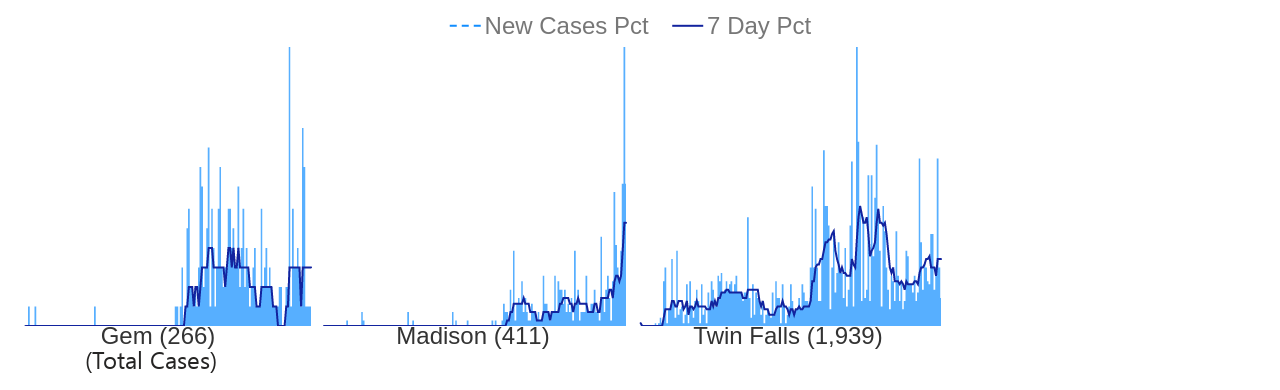 New Cases Pct 7 Day Pct
Gem (266) Madison (411) Twin Falls (1,939)
(Total Cases)